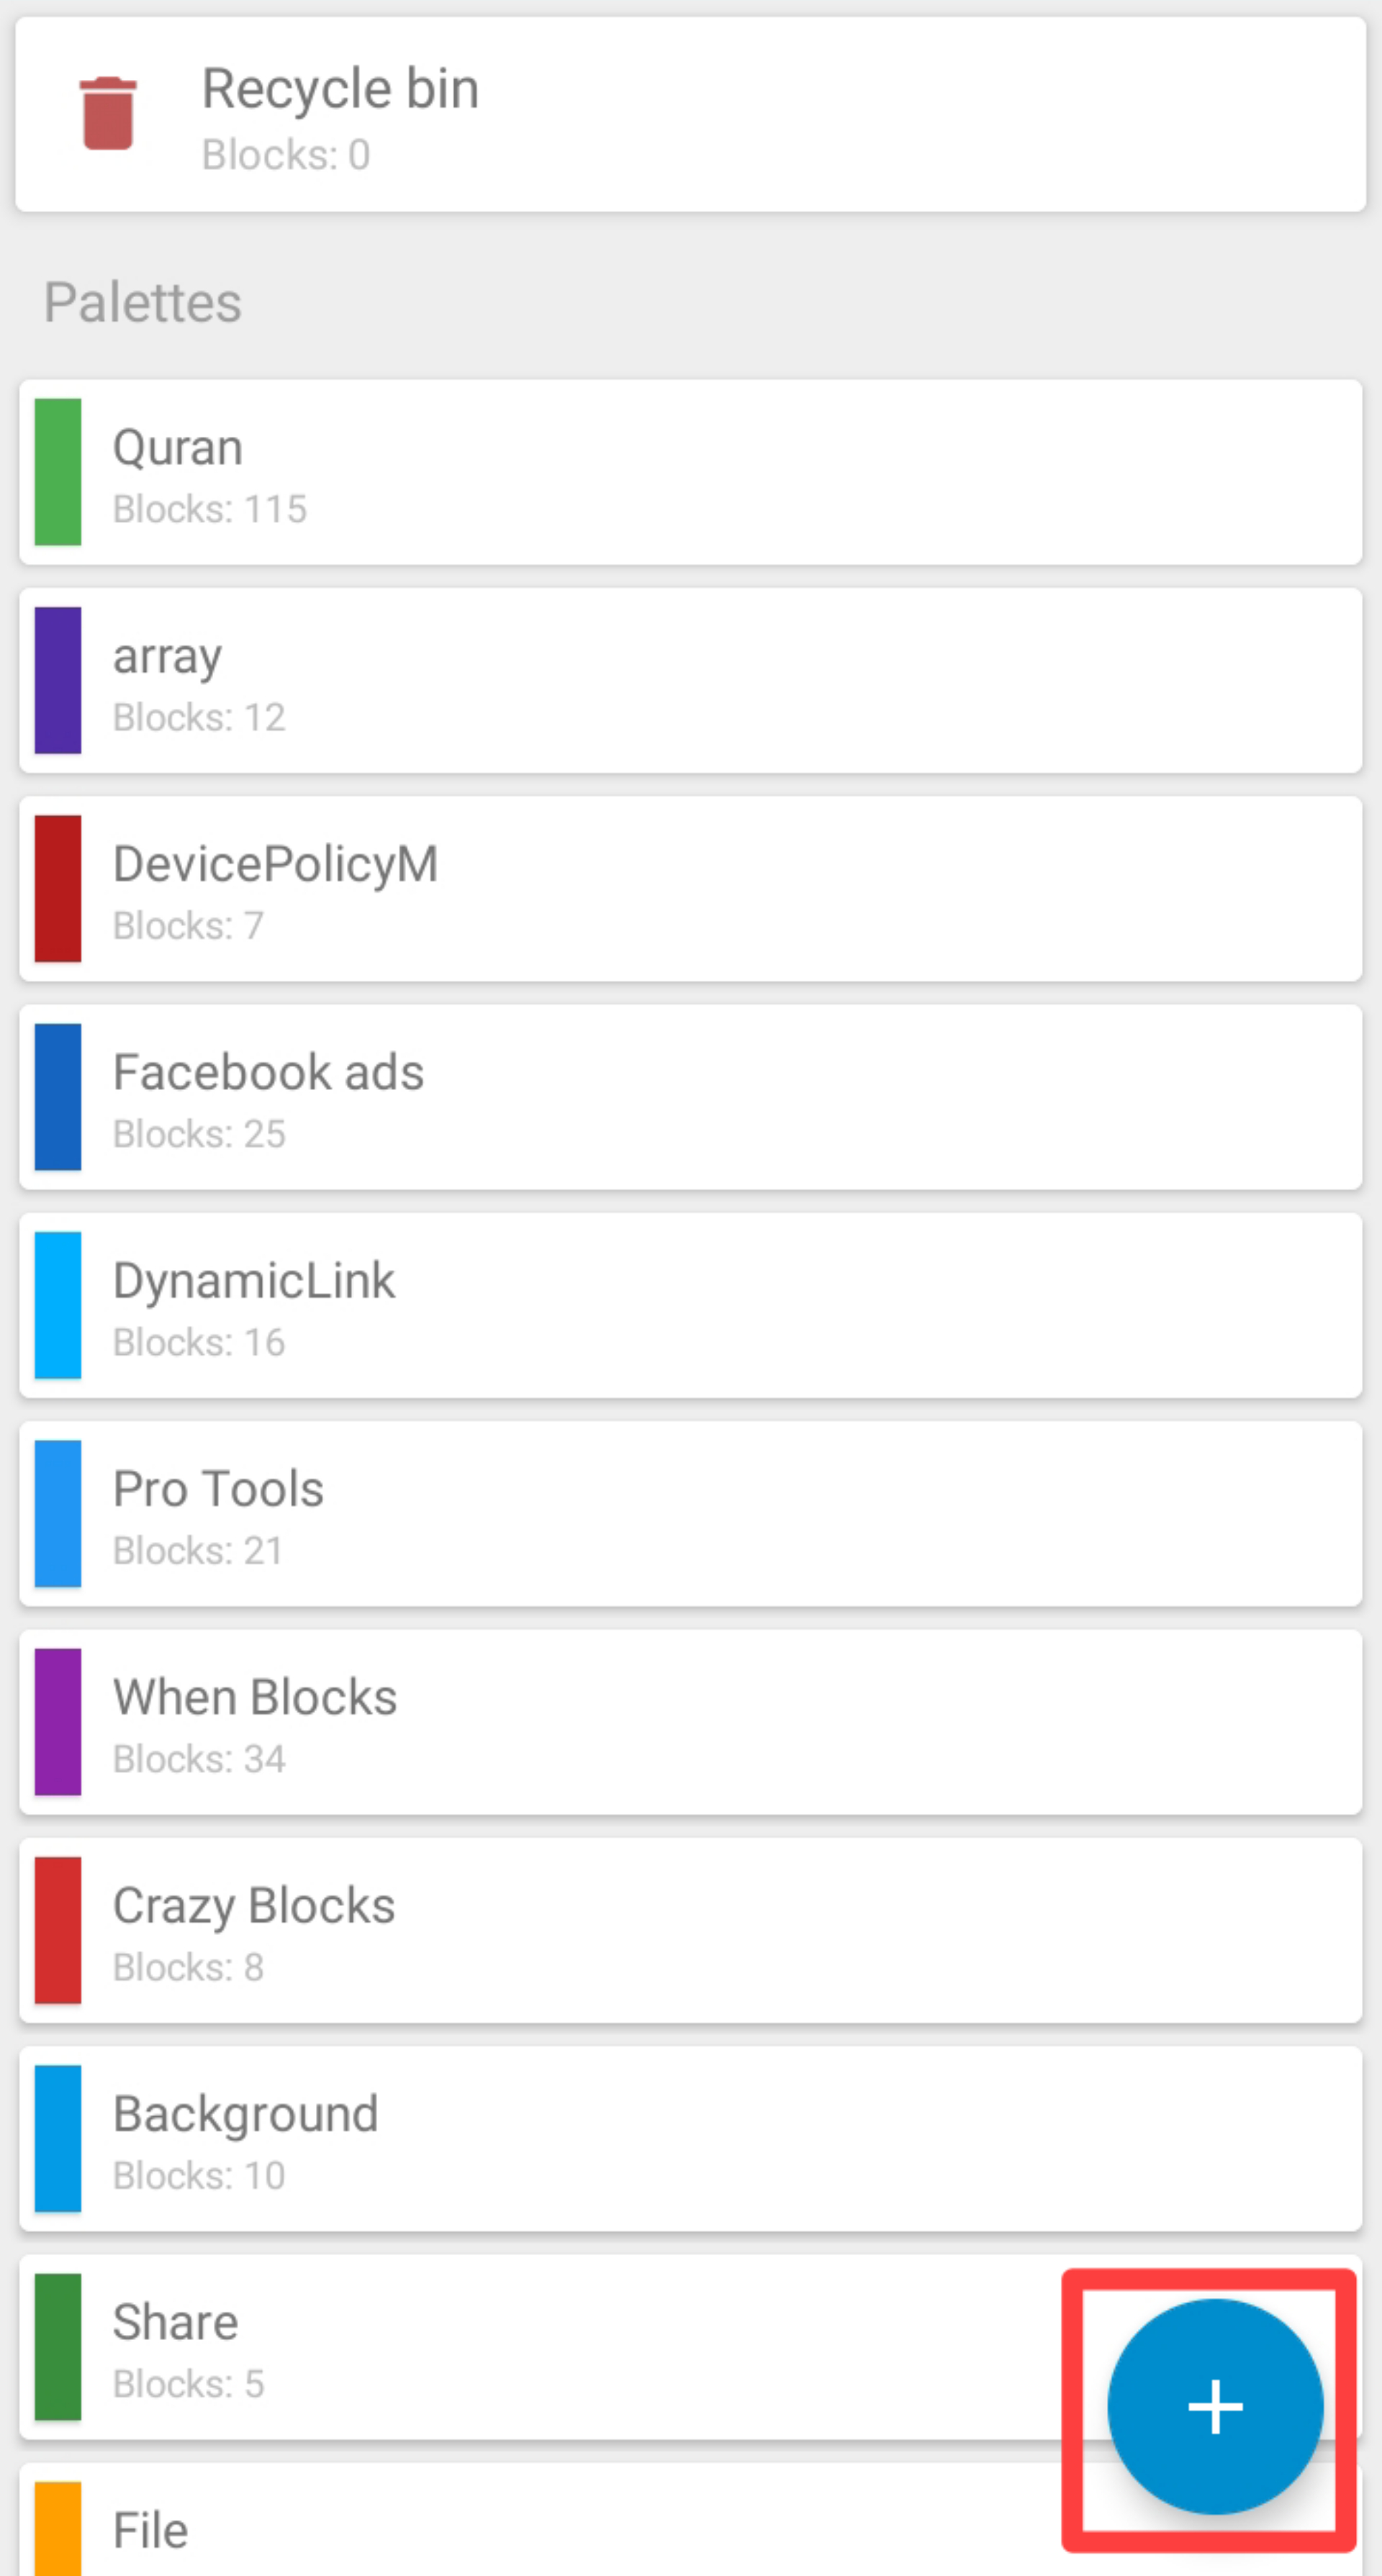 Recycle bin
Blocks: 0
Palettes
Quran
Blocks: 115
array
Blocks: 12
DevicePolicyM
Blocks: 7
Facebook ads
Blocks: 25
DynamicLink
Blocks: 16
Pro Tools
Blocks: 21
When Blocks
Blocks: 34
Crazy Blocks
Blocks: 8
Background
Blocks: 10
Share
Blocks: 5
File